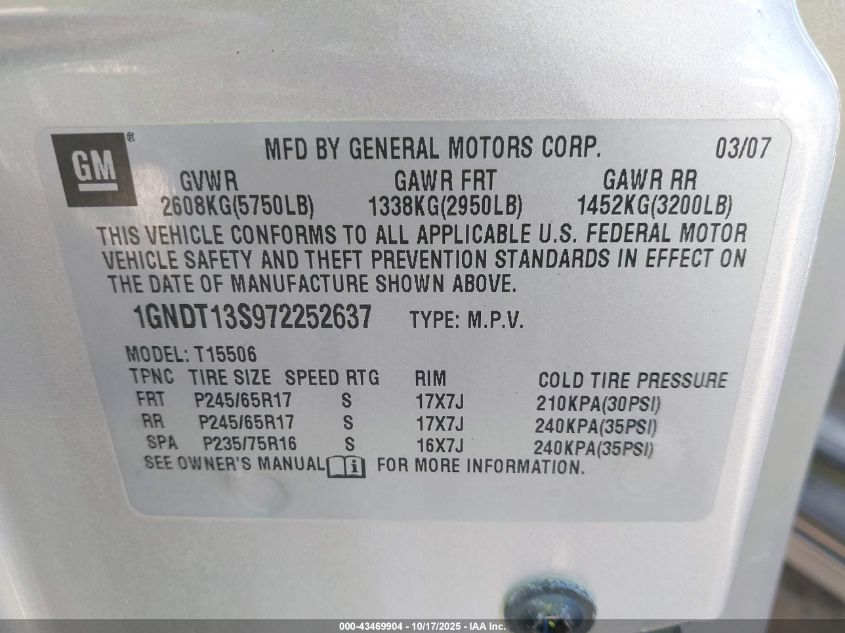 GM ® MFD BY GENERAL MOTORS CORP. 03/07
GVWR GAWR FRT GAWR RR
2608KG(5750LB) 1338KG(2950LB) 1452KG(3200LB)
THIS VEHICLE CONFORMS TO ALL APPLICABLE U.S. FEDERAL MOTOR
VEHICLE SAFETY AND THEFT PREVENTION STANDARDS IN EFFECT ON
THE DATE OF MANUFACTURE SHOWN ABOVE.
1GNDT13S972252637 TYPE: M.P.V.
MODEL: T15506
TPNC TIRE SIZE SPEED RTG RIM COLD TIRE PRESSURE
FRT P245/65R17 S 17X7J 210KPA(30PSI)
RR P245/65R17 S 17X7J 240KPA(35PSI)
SPA P235/75R16 S 16X7J 240KPA(35PSI)
SEE OWNER'S MANUAL i FOR MORE INFORMATION.
000-43469904 - 10/17/2025 - IAA Inc.